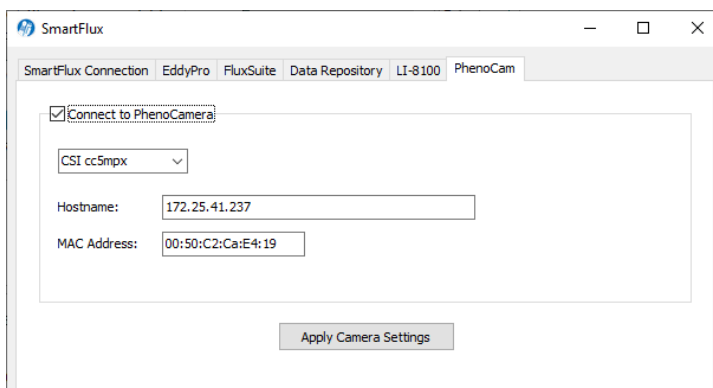 SmartFlux
SmartFlux Connection EddyPro FluxSuite Data Repository LI-8100 PhenoCam
Connect to PhenoCamera
CSI cc5mpx
Hostname: 172.25.41.237
MAC Address: 00:50:C2:Ca:E4:19
Apply Camera Settings